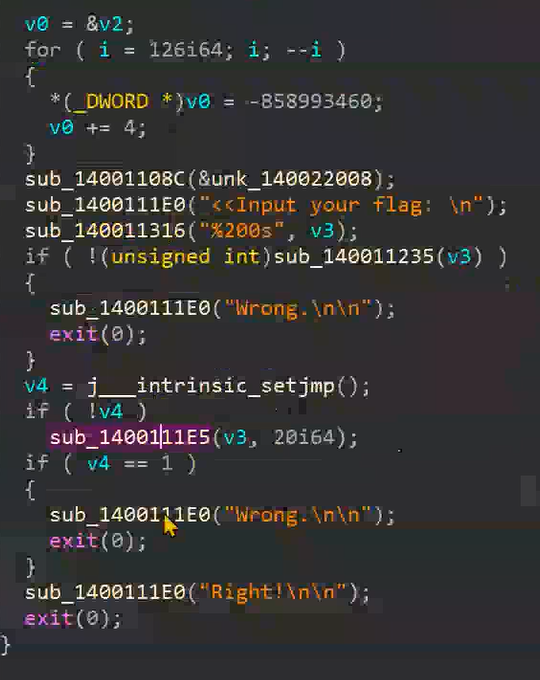 v0 = &v2;
for ( i = 126i64; i; --i )
{
*(_DWORD *)v0 = -858993460;
v0 += 4;
}
sub_14001108C(&unk_140022008);
sub_1400111E0("<<Input your flag: \n");
sub_140011316("%200s", v3);
if ( !(unsigned int)sub_140011235(v3) )
{
sub_1400111E0("Wrong.\n\n");
exit(0);
}
v4 = j___intrinsic_setjmp();
if ( !v4 )
sub_1400111E5(v3, 20i64);
if ( v4 == 1 )
{
sub_1400111E0("Wrong.\n\n");
exit(0);
}
sub_1400111E0("Right!\n\n");
exit(0);
}